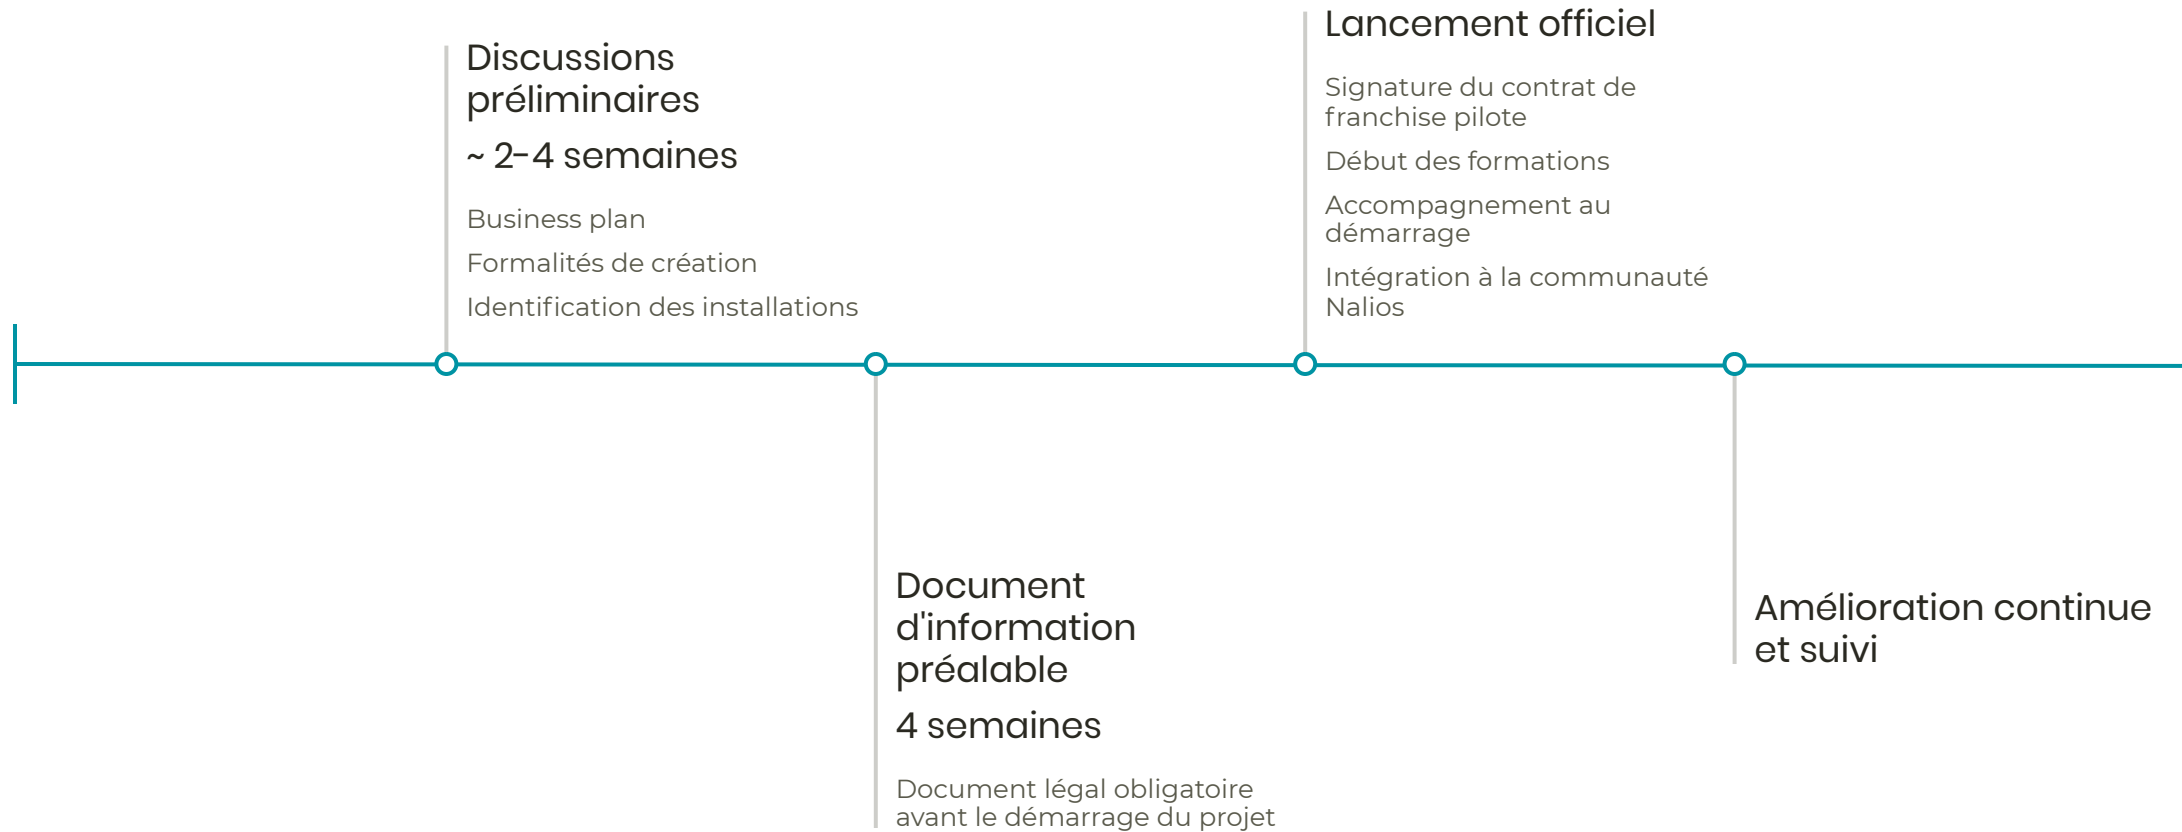 Discussions
préliminaires
~ 2-4 semaines
Business plan
Formalités de création
Identification des installations
Document
d'information
préalable
4 semaines
Document légal obligatoire
avant le démarrage du projet
Lancement officiel
Signature du contrat de
franchise pilote
Début des formations
Accompagnement au
démarrage
Intégration à la communauté
Nalios
Amélioration continue
et suivi